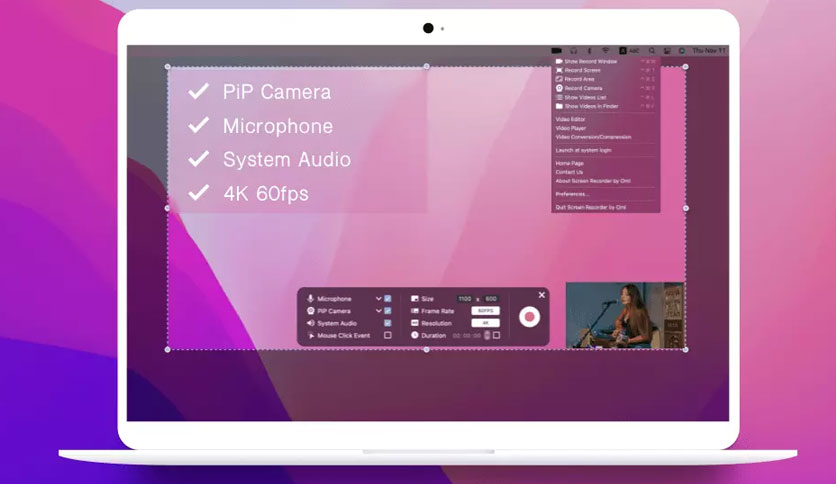 Thu Nov 11
PiP Camera
Microphone
System Audio
4K 60fps
Show Record Window
Record Screen
Record Area
Record Camera
Show Videos List
Show Videos In Finder
Video Editor
Video Player
Video Conversion/Compression
Launch at system login
Home Page
Contact Us
About Screen Recorder by Omi
Preferences...
Quit Screen Recorder by Omi
Microphone
PiP Camera
System Audio
Mouse Click Event
Size 1100 x 600
Frame Rate 60FPS
Resolution 4K
Duration 00:00:00